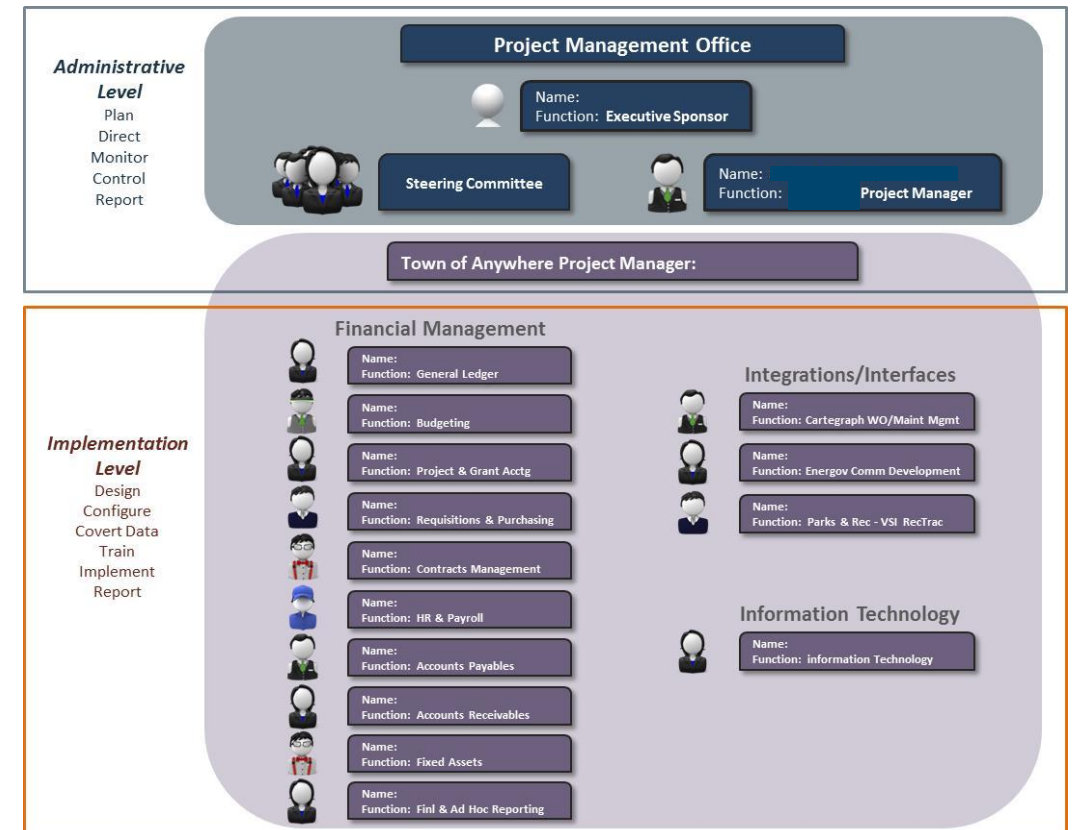 Project Management Office
Administrative
Level
Plan
Direct
Monitor
Control
Report
Name:
Function: Executive Sponsor
Steering Committee
Name:
Function: Project Manager
Town of Anywhere Project Manager:
Implementation
Level
Design
Configure
Covert Data
Train
Implement
Report
Financial Management
Name:
Function: General Ledger
Name:
Function: Budgeting
Name:
Function: Project & Grant Acctg
Name:
Function: Requisitions & Purchasing
Name:
Function: Contracts Management
Name:
Function: HR & Payroll
Name:
Function: Accounts Payables
Name:
Function: Accounts Receivables
Name:
Function: Fixed Assets
Name:
Function: Finl & Ad Hoc Reporting
Integrations/Interfaces
Name:
Function: Cartegraph WO/Maint Mgmt
Name:
Function: Energov Comm Development
Name:
Function: Parks & Rec - VSI RecTrac
Information Technology
Name:
Function: information Technology